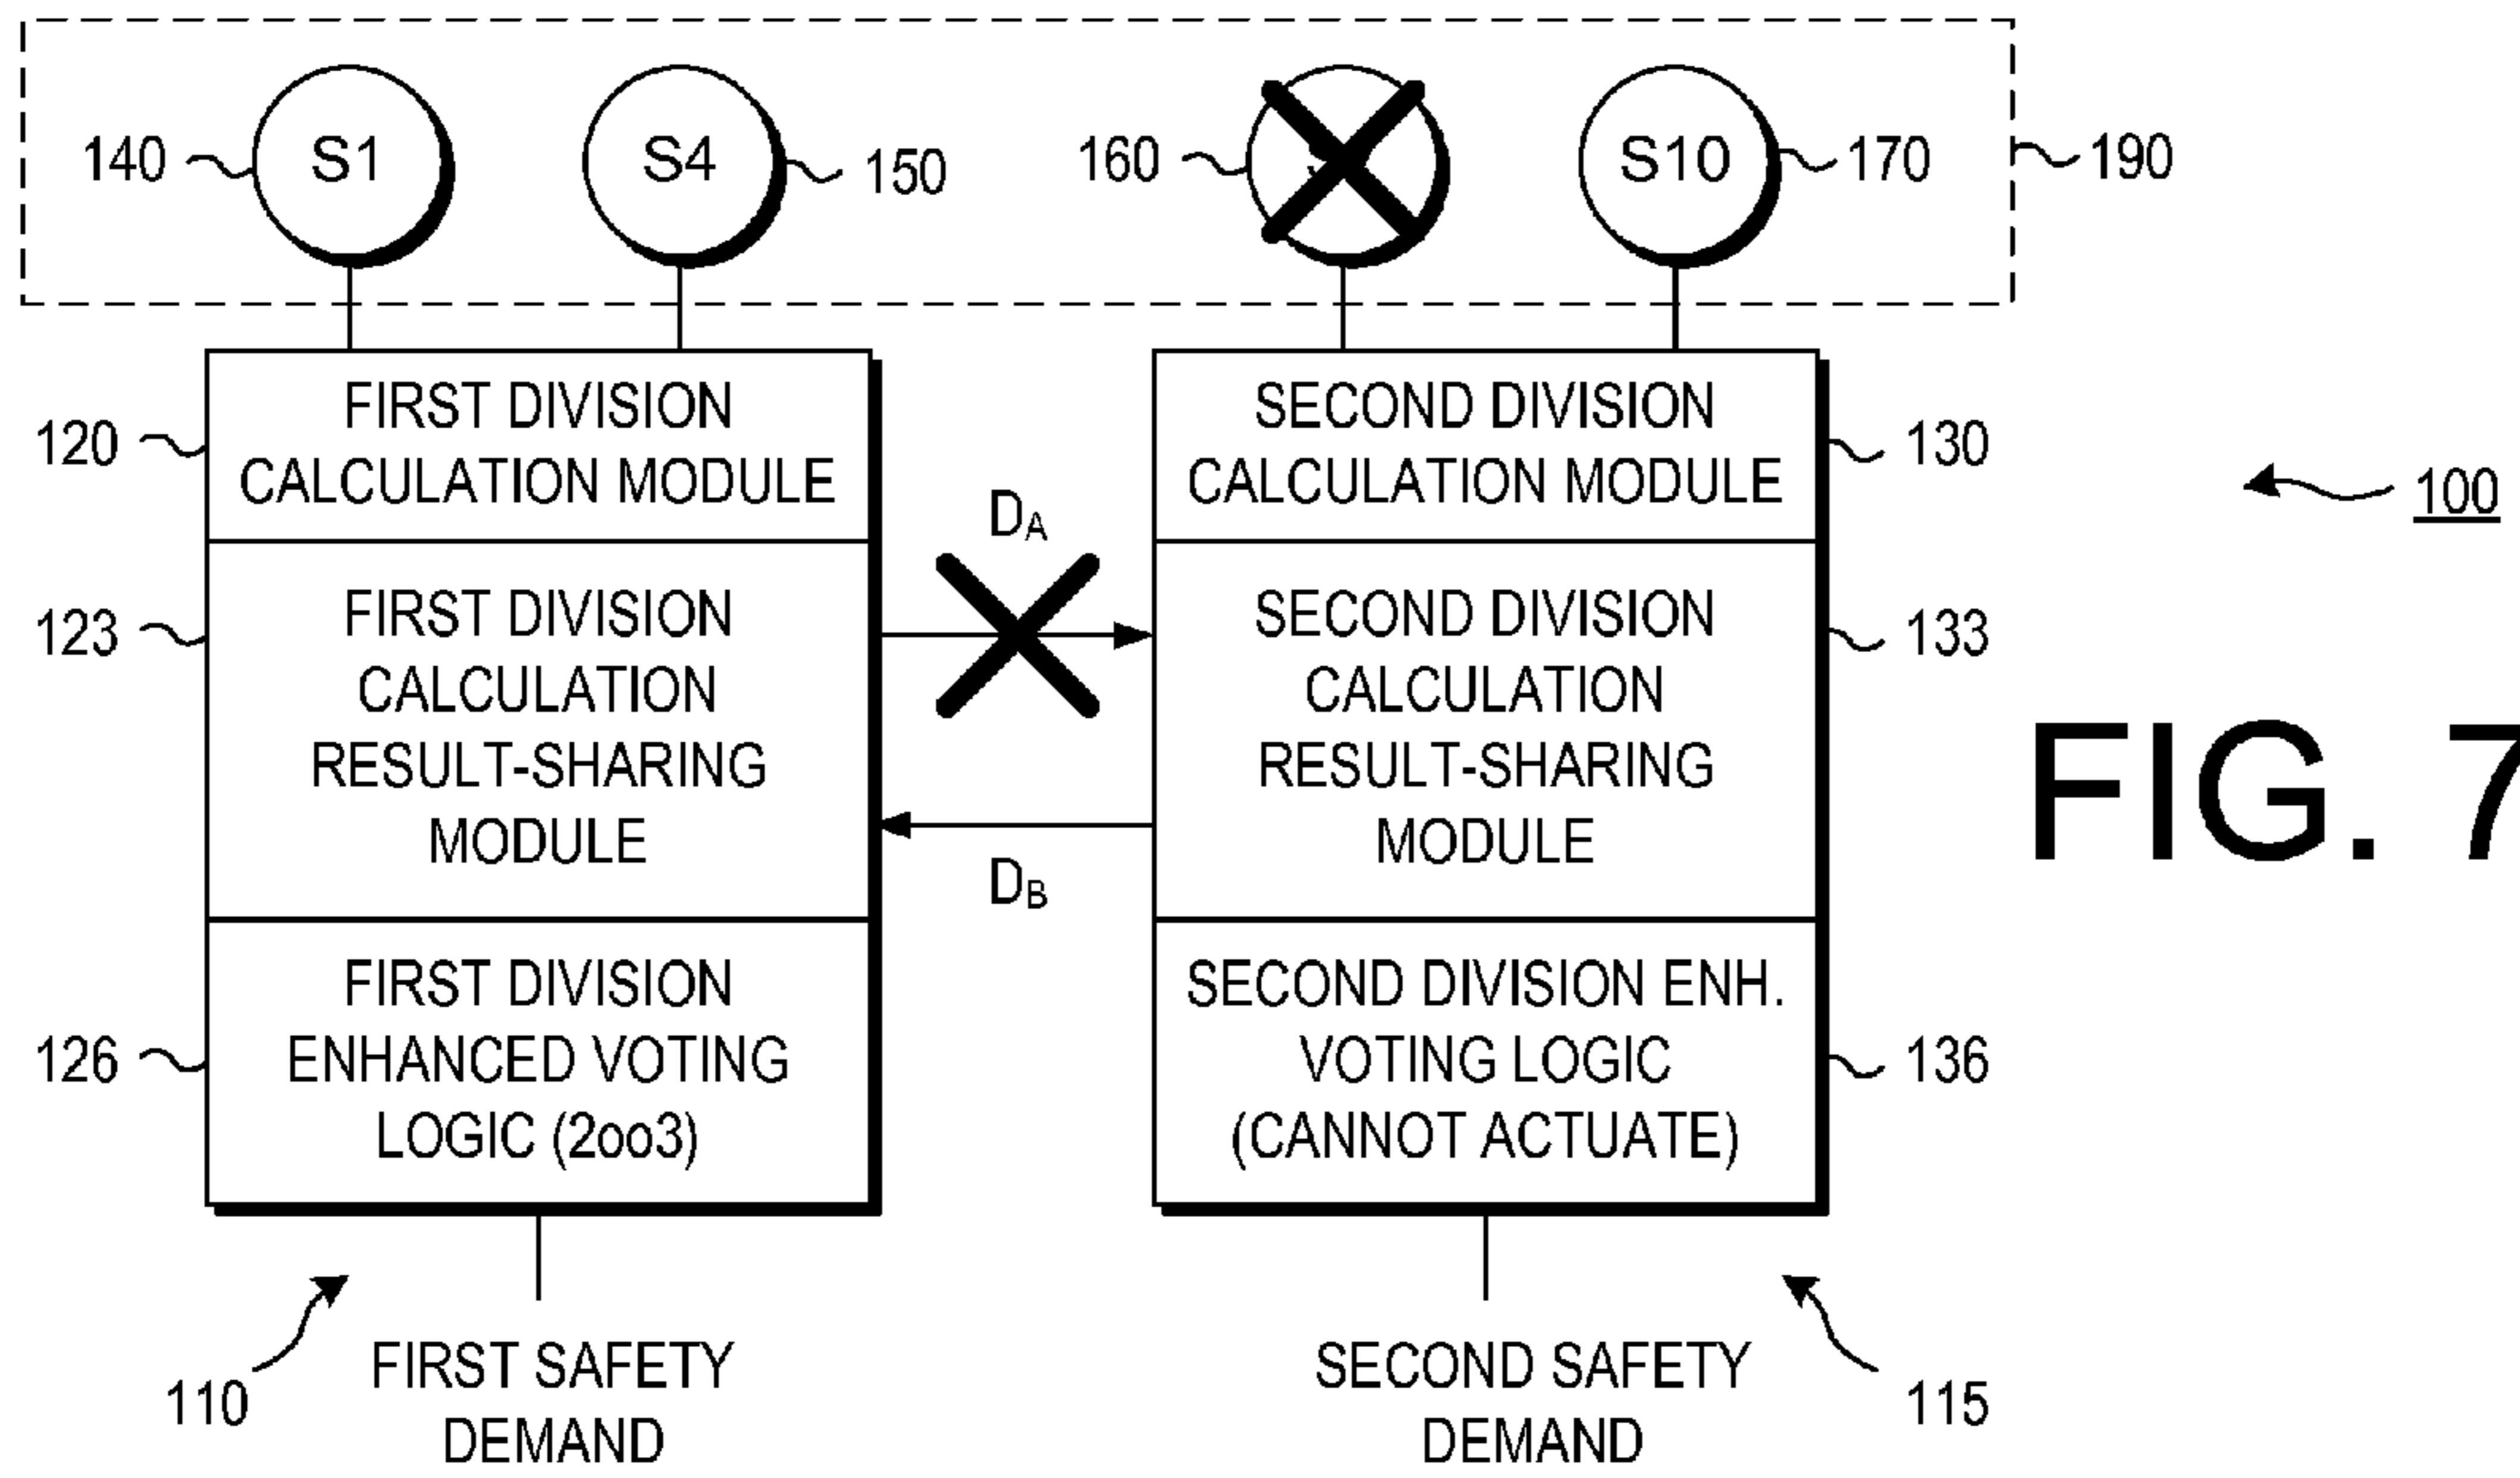 140
S1
S4
150
160
S10
170
190
FIRST DIVISION
CALCULATION MODULE
120
SECOND DIVISION
CALCULATION MODULE
130
100
DA
123
FIRST DIVISION
CALCULATION
RESULT-SHARING
MODULE
SECOND DIVISION
CALCULATION
RESULT-SHARING
MODULE
133
DB
FIG. 7
126
FIRST DIVISION
ENHANCED VOTING
LOGIC (2oo3)
SECOND DIVISION ENH.
VOTING LOGIC
(CANNOT ACTUATE)
136
110
FIRST SAFETY
DEMAND
SECOND SAFETY
DEMAND
115